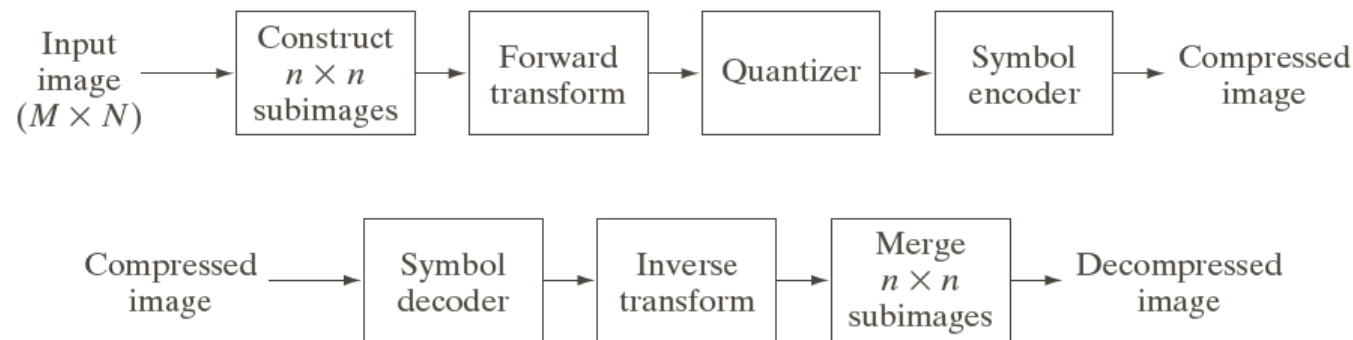 Input
image
(M × N)
Construct
n × n
subimages
Forward
transform
Quantizer
Symbol
encoder
Compressed
image
Compressed
image
Symbol
decoder
Inverse
transform
Merge
n × n
subimages
Decompressed
image